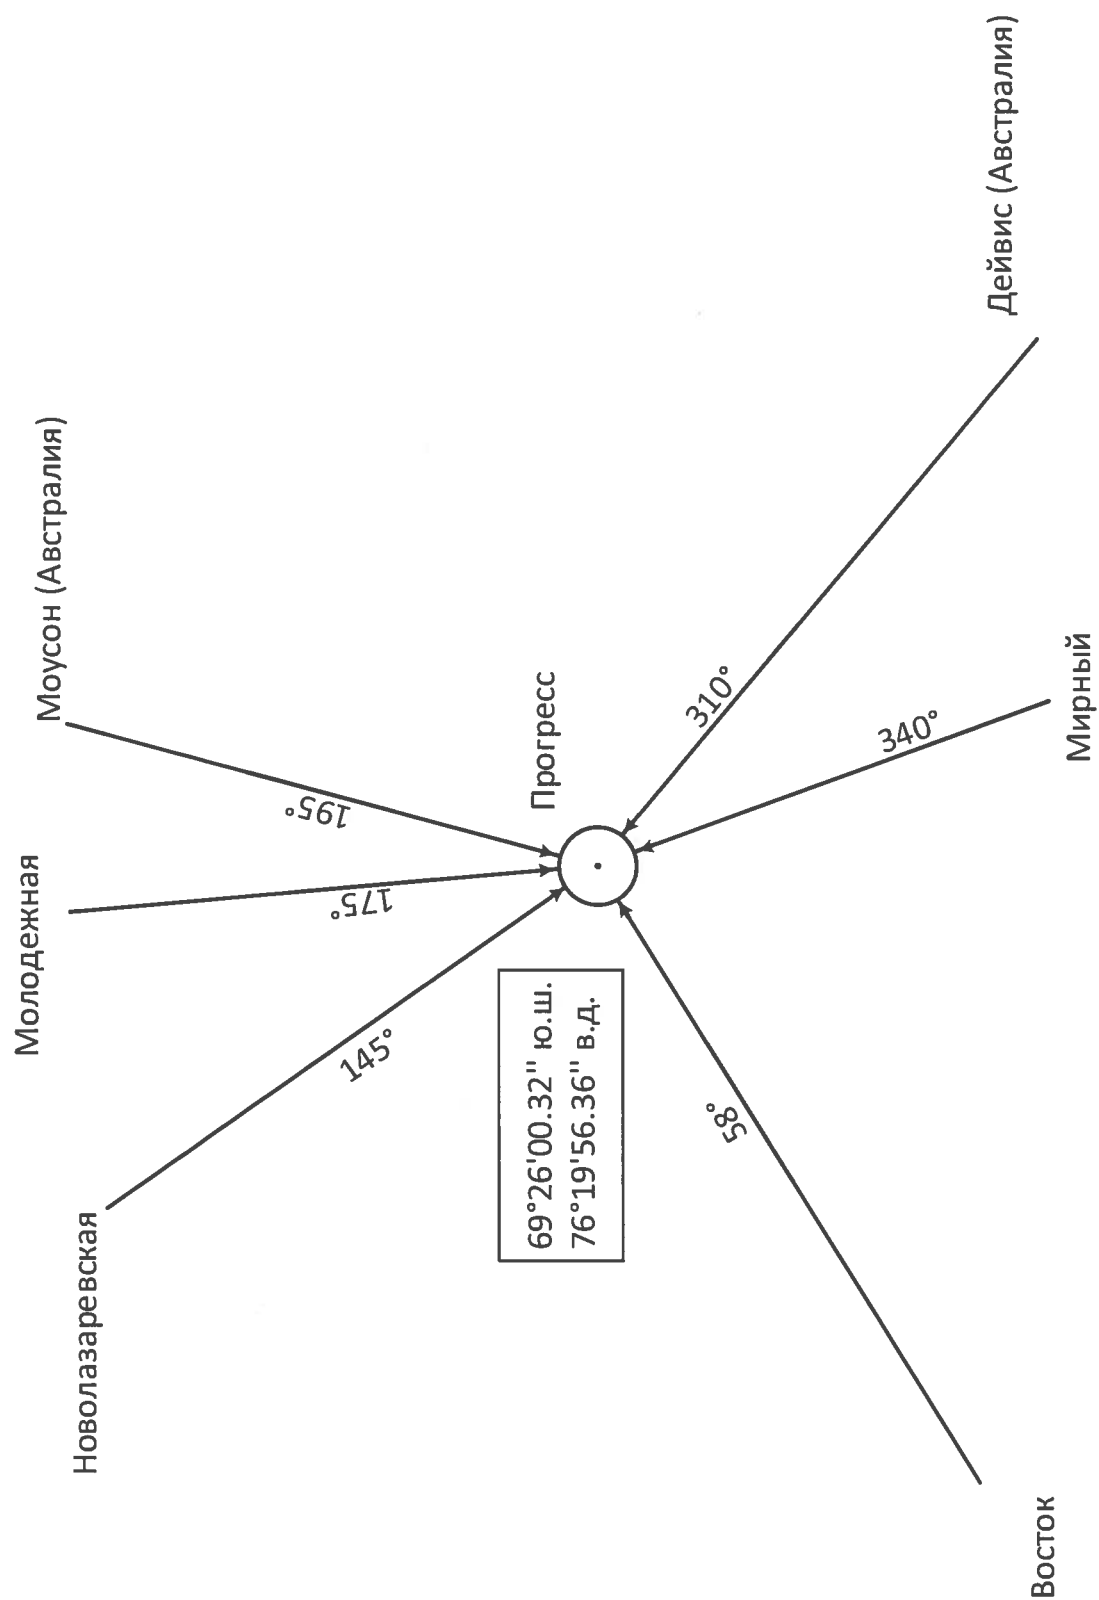 Новолазаревская
Молодежная
Моусон (Австралия)
145°
175°
195°
69°26'00.32'' ю.ш.
76°19'56.36'' в.д.
Прогресс
58°
340°
310°
Восток
Мирный
Дейвис (Австралия)